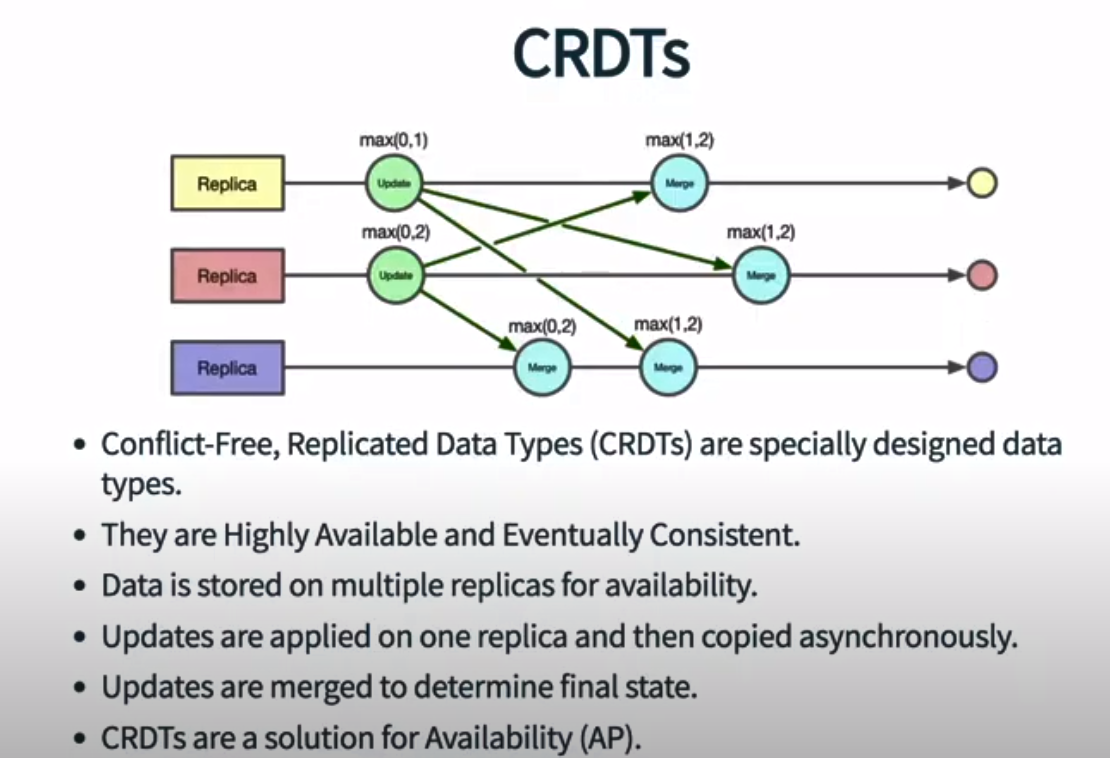 CRDTs
max(0,1)
max(1,2)
Replica
Update
Merge
max(0,2)
max(1,2)
Replica
Update
Merge
max(0,2)
max(1,2)
Replica
Merge
Merge
• Conflict-Free, Replicated Data Types (CRDTs) are specially designed data
types.
• They are Highly Available and Eventually Consistent.
• Data is stored on multiple replicas for availability.
• Updates are applied on one replica and then copied asynchronously.
• Updates are merged to determine final state.
• CRDTs are a solution for Availability (AP).